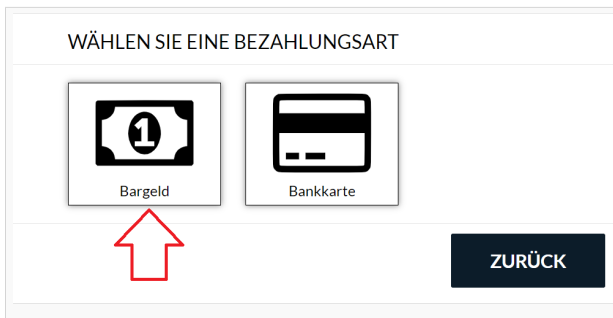 WÄHLEN SIE EINE BEZAHLUNGSART
1
Bargeld
Bankkarte
ZURÜCK